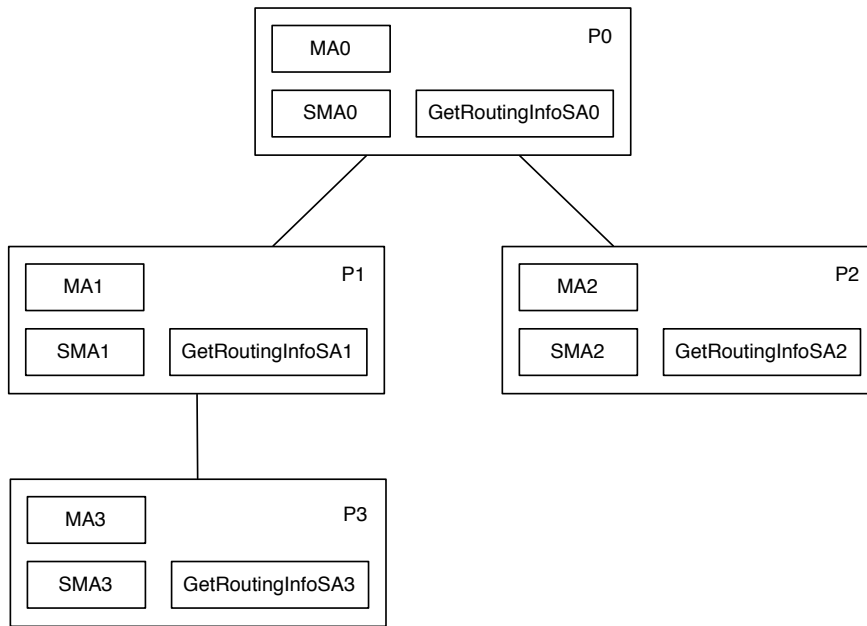 P0
MA0
SMA0
GetRoutingInfoSA0
P1
MA1
SMA1
GetRoutingInfoSA1
P2
MA2
SMA2
GetRoutingInfoSA2
P3
MA3
SMA3
GetRoutingInfoSA3